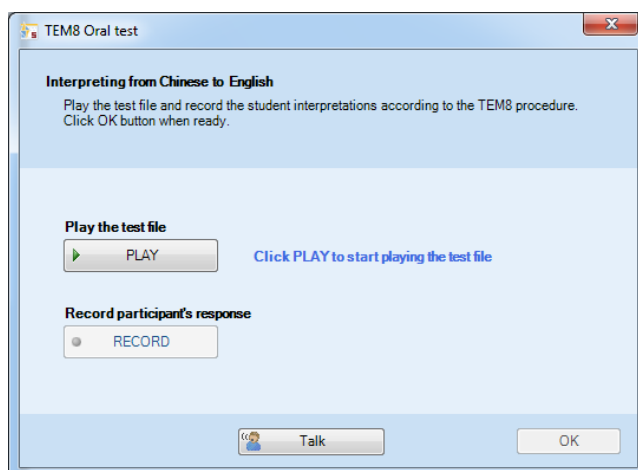 TEM8 Oral test
Interpreting from Chinese to English
Play the test file and record the student interpretations according to the TEM8 procedure.
Click OK button when ready.
Play the test file
PLAY
Click PLAY to start playing the test file
Record participant's response
RECORD
Talk
OK